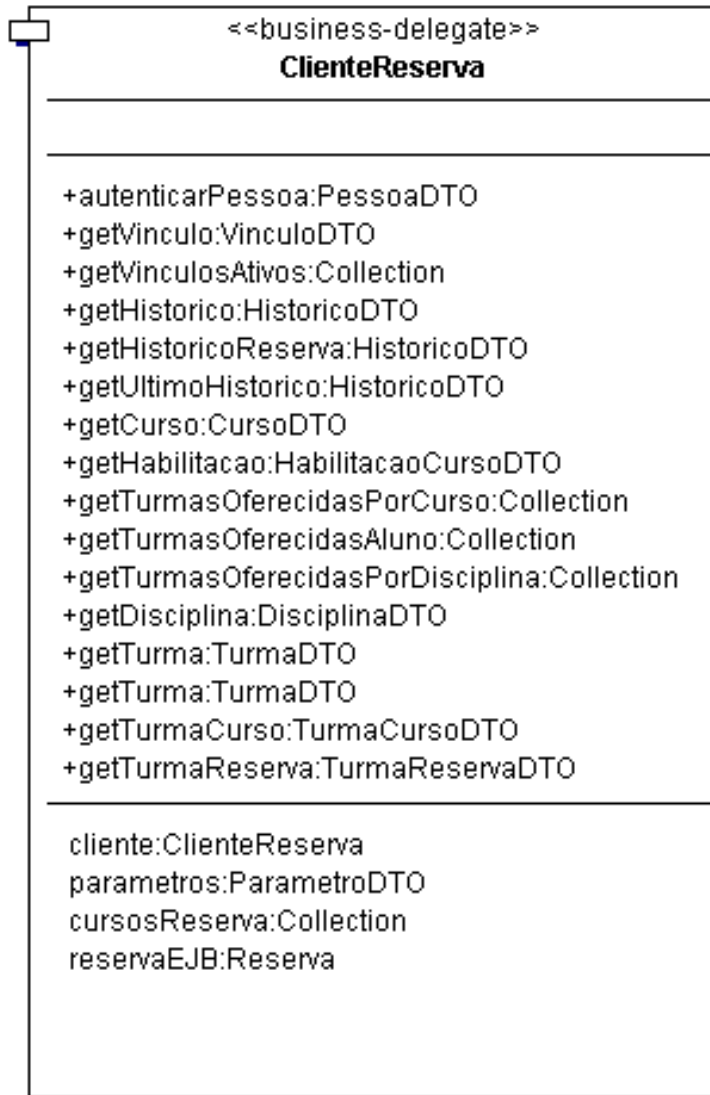 <<business-delegate>>
ClienteReserva
+autenticarPessoa:PessoaDTO
+getVinculo:VinculoDTO
+getVinculosAtivos:Collection
+getHistorico:HistoricoDTO
+getHistoricoReserva:HistoricoDTO
+getUltimoHistorico:HistoricoDTO
+getCurso:CursoDTO
+getHabilitacao:HabilitacaoCursoDTO
+getTurmasOferecidasPorCurso:Collection
+getTurmasOferecidasAluno:Collection
+getTurmasOferecidasPorDisciplina:Collection
+getDisciplina:DisciplinaDTO
+getTurma:TurmaDTO
+getTurma:TurmaDTO
+getTurmaCurso:TurmaCursoDTO
+getTurmaReserva:TurmaReservaDTO
cliente:ClienteReserva
parametros:ParametroDTO
cursosReserva:Collection
reservaEJB:Reserva